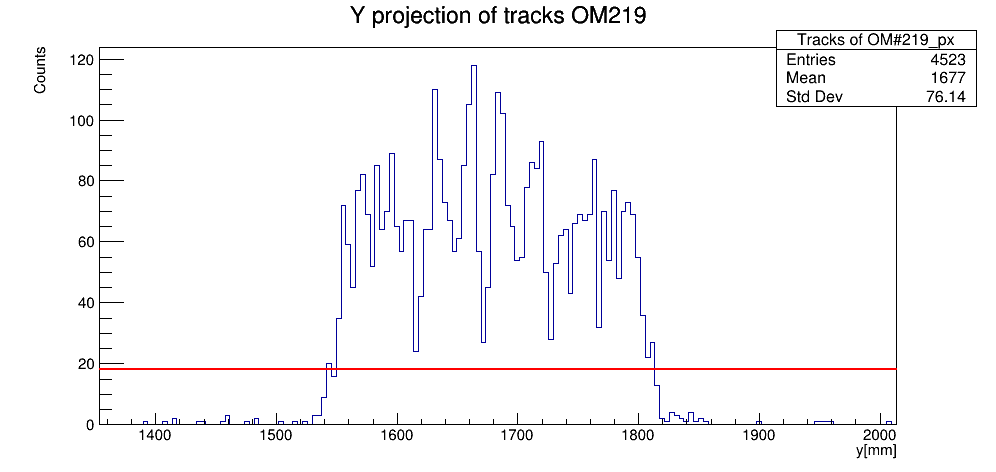 Y projection of tracks OM219
Counts
Tracks of OM#219_px
Entries 4523
Mean 1677
Std Dev 76.14
120
100
80
60
40
20
0
1400 1500 1600 1700 1800 1900 2000
y[mm]